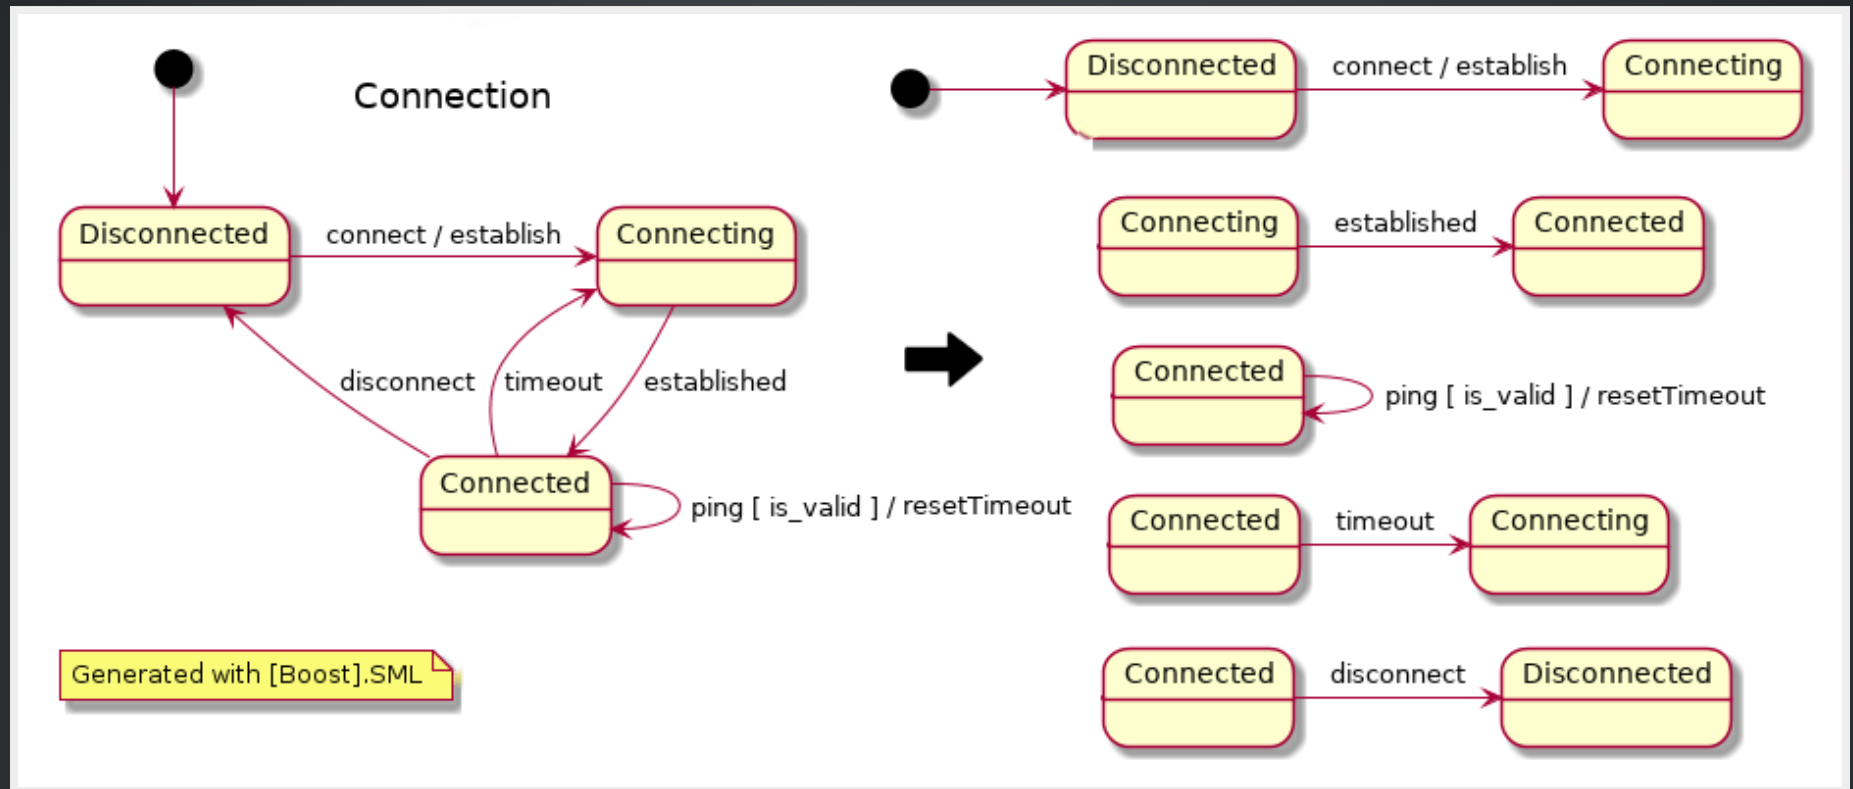 Connection
Disconnected
connect / establish
Connecting
disconnect
timeout
established
Connected
ping [ is_valid ] / resetTimeout
Generated with [Boost].SML
Disconnected
connect / establish
Connecting
Connecting
established
Connected
Connected
ping [ is_valid ] / resetTimeout
Connected
timeout
Connecting
Connected
disconnect
Disconnected